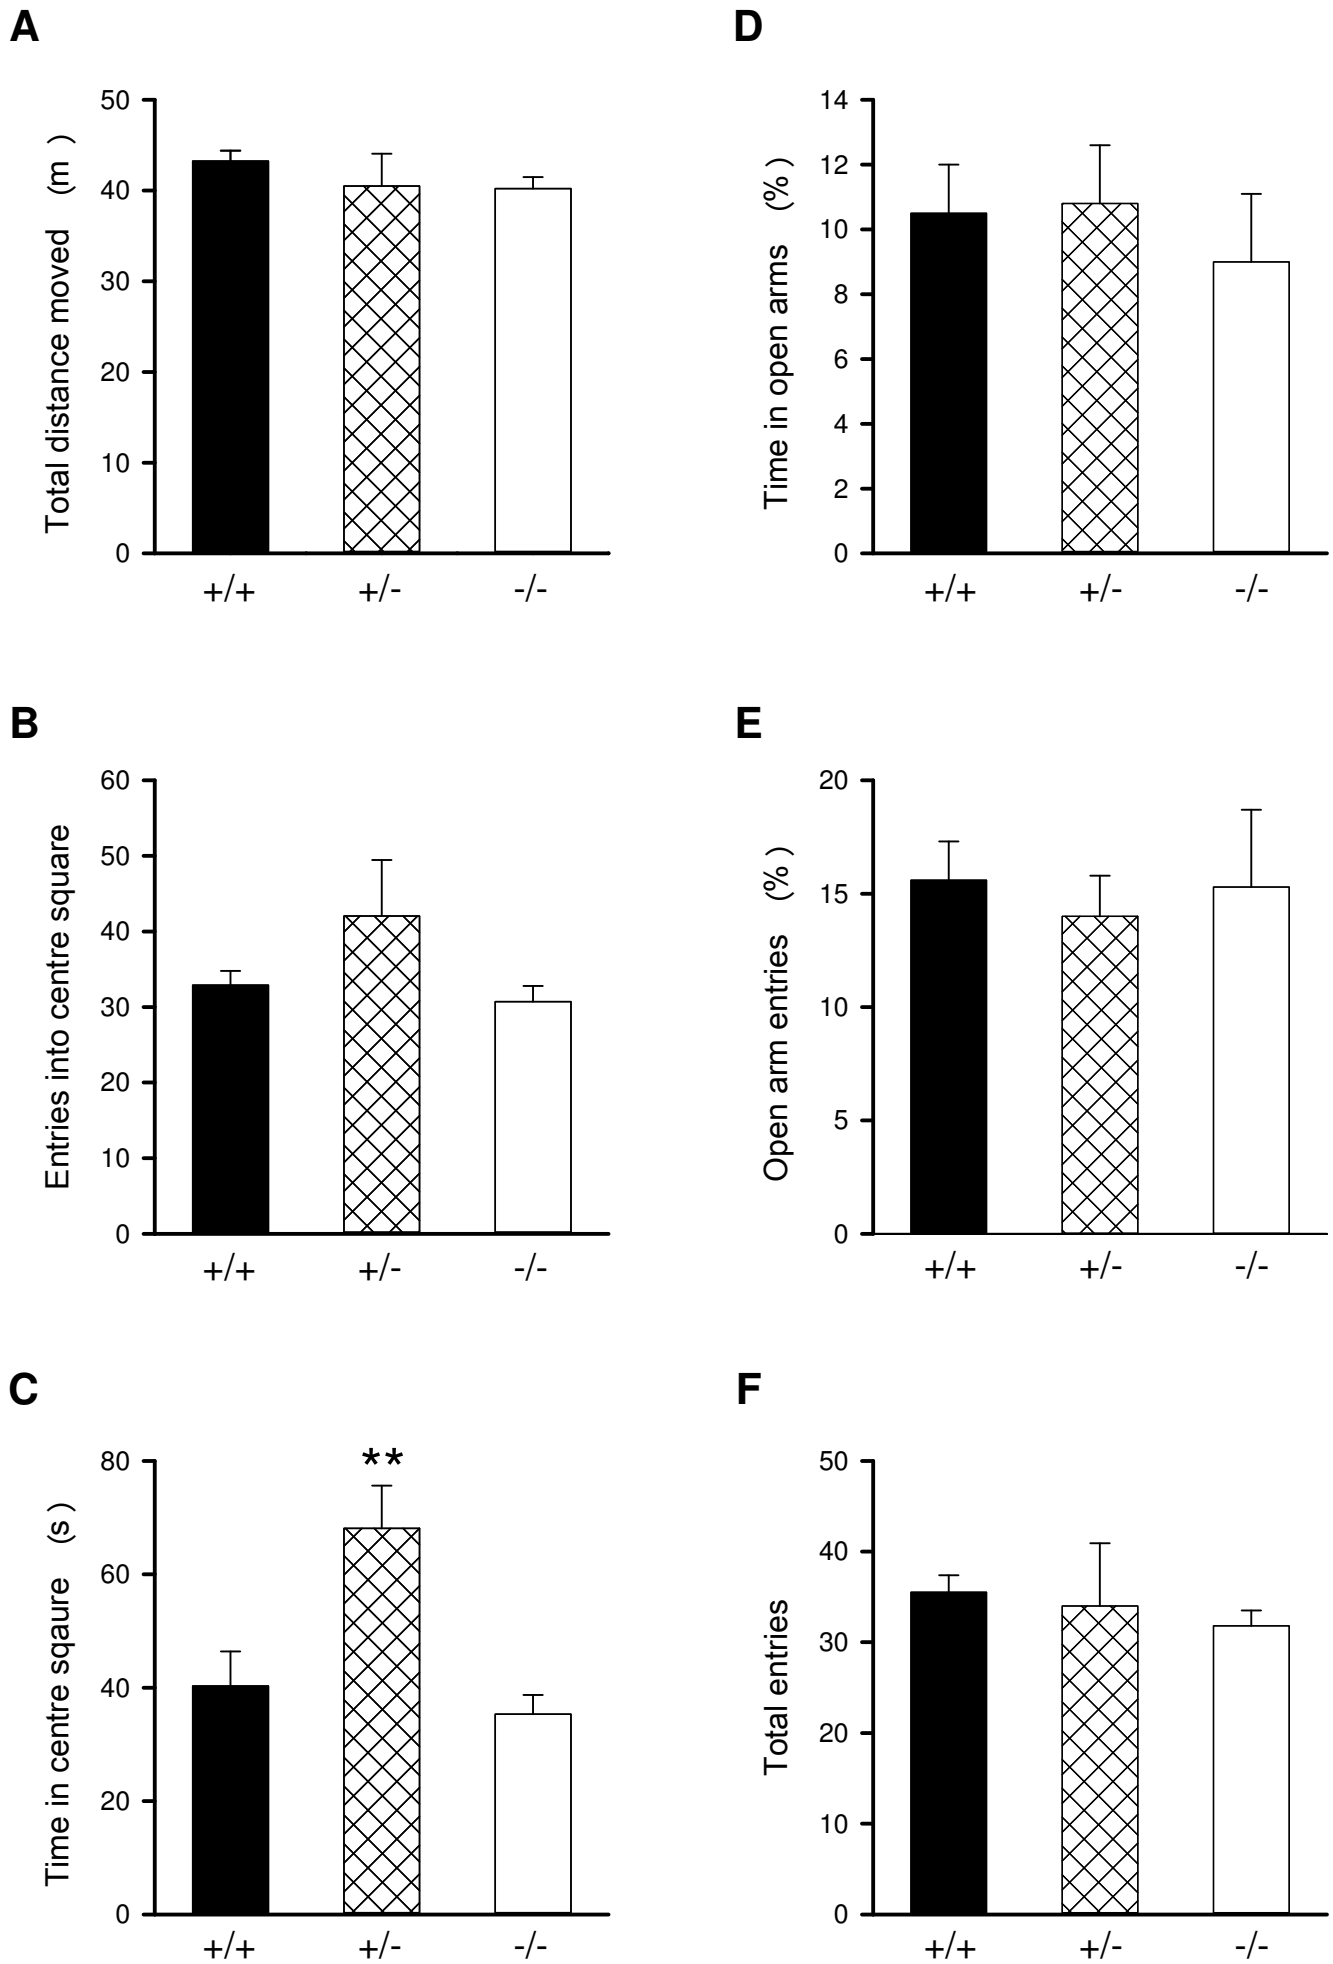 A
Total distance moved (m )
50
40
30
20
10
0
+/+ +/- -/-
B
Entries into centre square
60
50
40
30
20
10
0
+/+ +/- -/-
C
Time in centre sqaure (s )
**
80
60
40
20
0
+/+ +/- -/-
D
Time in open arms (% )
14
12
10
8
6
4
2
0
+/+ +/- -/-
E
Open arm entries (% )
20
15
10
5
0
+/+ +/- -/-
F
Total entries
50
40
30
20
10
0
+/+ +/- -/-